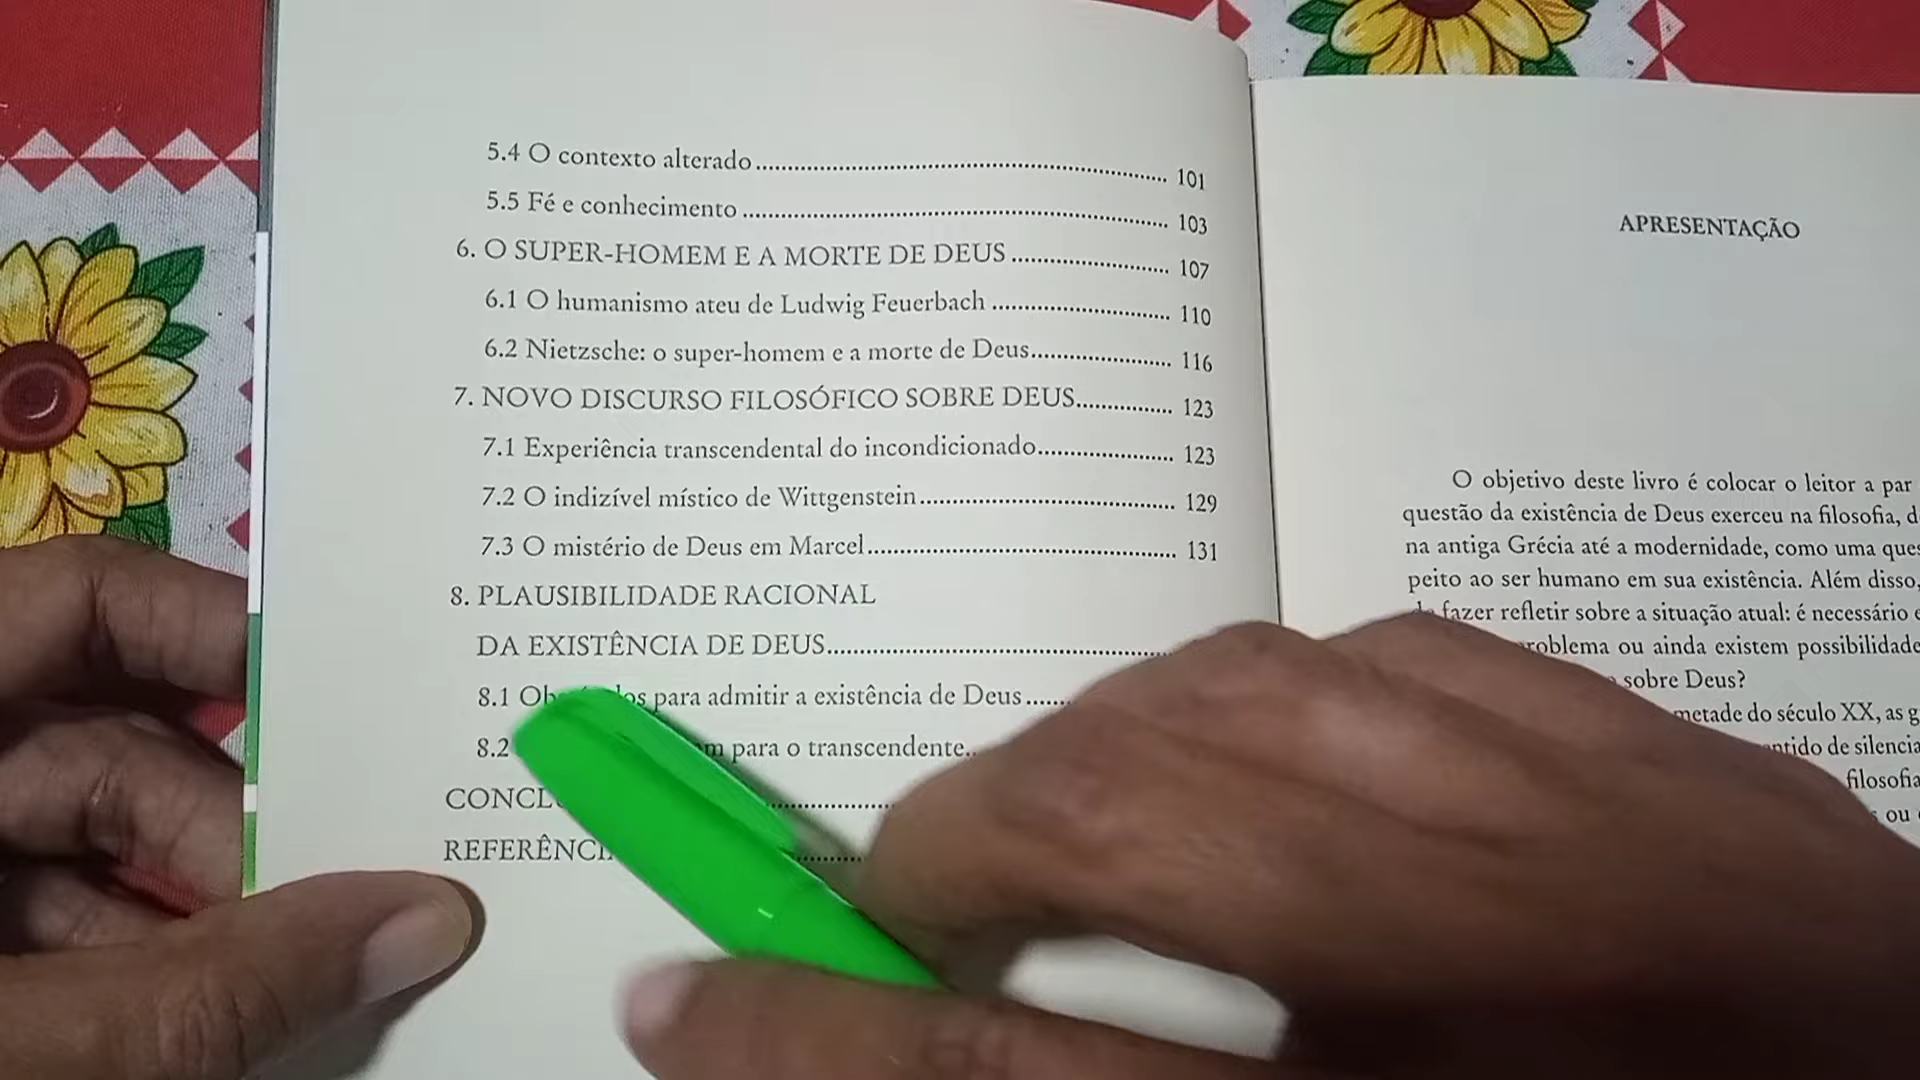 5.4 O contexto alterado .......... 101
5.5 Fé e conhecimento .......... 103
6. O SUPER-HOMEM E A MORTE DE DEUS .......... 107
6.1 O humanismo ateu de Ludwig Feuerbach .......... 110
6.2 Nietzsche: o super-homem e a morte de Deus .......... 116
7. NOVO DISCURSO FILOSÓFICO SOBRE DEUS .......... 123
7.1 Experiência transcendental do incondicionado .......... 123
7.2 O indizível místico de Wittgenstein .......... 129
7.3 O mistério de Deus em Marcel .......... 131
8. PLAUSIBILIDADE RACIONAL
DA EXISTÊNCIA DE DEUS ..........
8.1 para admitir a existência de Deus .......
8.2 para o transcendente..
APRESENTAÇÃO
O objetivo deste livro é colocar o leitor a par
questão da existência de Deus exerceu na filosofia,
na antiga Grécia até a modernidade, como uma
peito ao ser humano em sua existência. Além disso,
fazer refletir sobre a situação atual: é necessário
ou ainda existem
sobre Deus?
metade do século XX, as
de
filosofia
ou